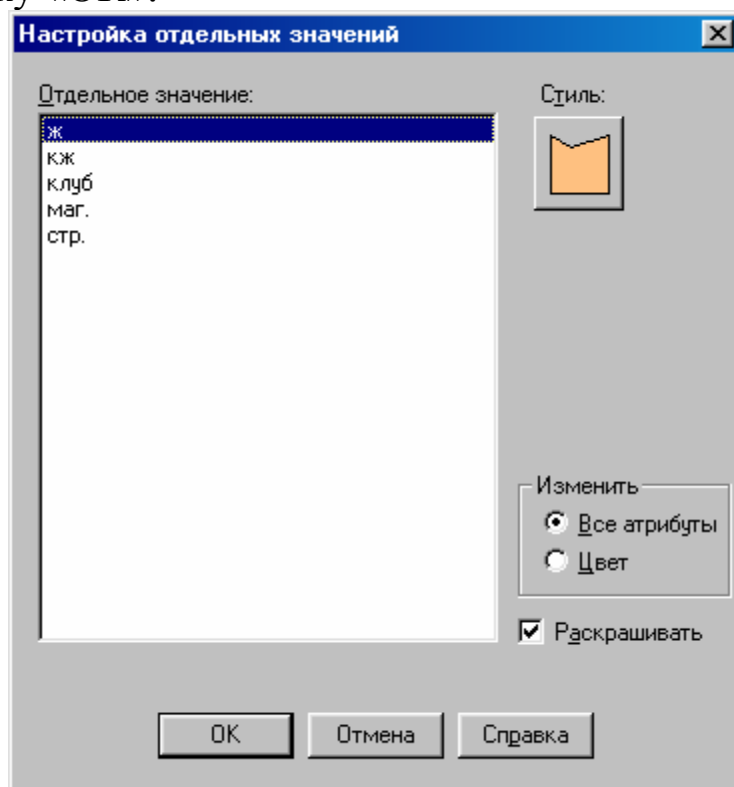 Настройка отдельных значений
Отдельное значение:
Стиль:
ж
кж
клуб
маг.
стр.
Изменить
Все атрибуты
Цвет
Раскрашивать
OK
Отмена
Справка